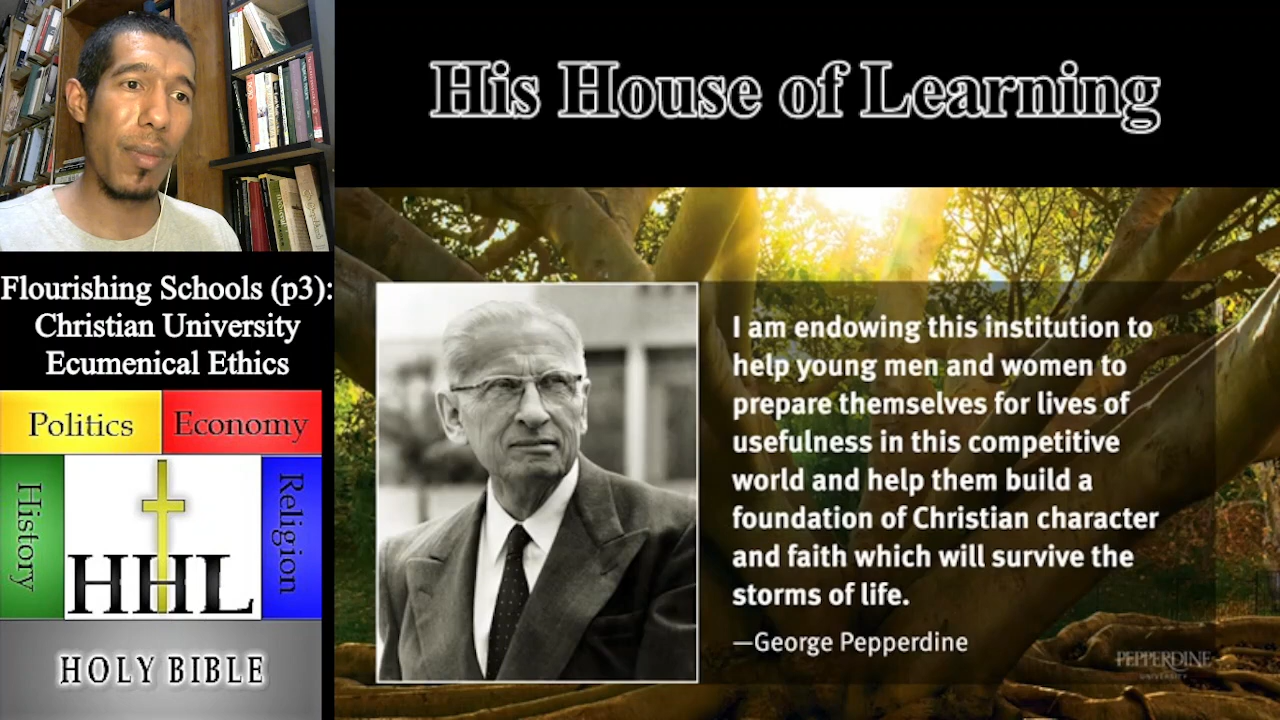 His House of Learning
Flourishing Schools (p3):
Christian University
Ecumenical Ethics
Politics
Economy
History
Religion
HHL
HOLY BIBLE
I am endowing this institution to
help young men and women to
prepare themselves for lives of
usefulness in this competitive
world and help them build a
foundation of Christian character
and faith which will survive the
storms of life.
—George Pepperdine
PEPPERDINE
UNIVERSITY